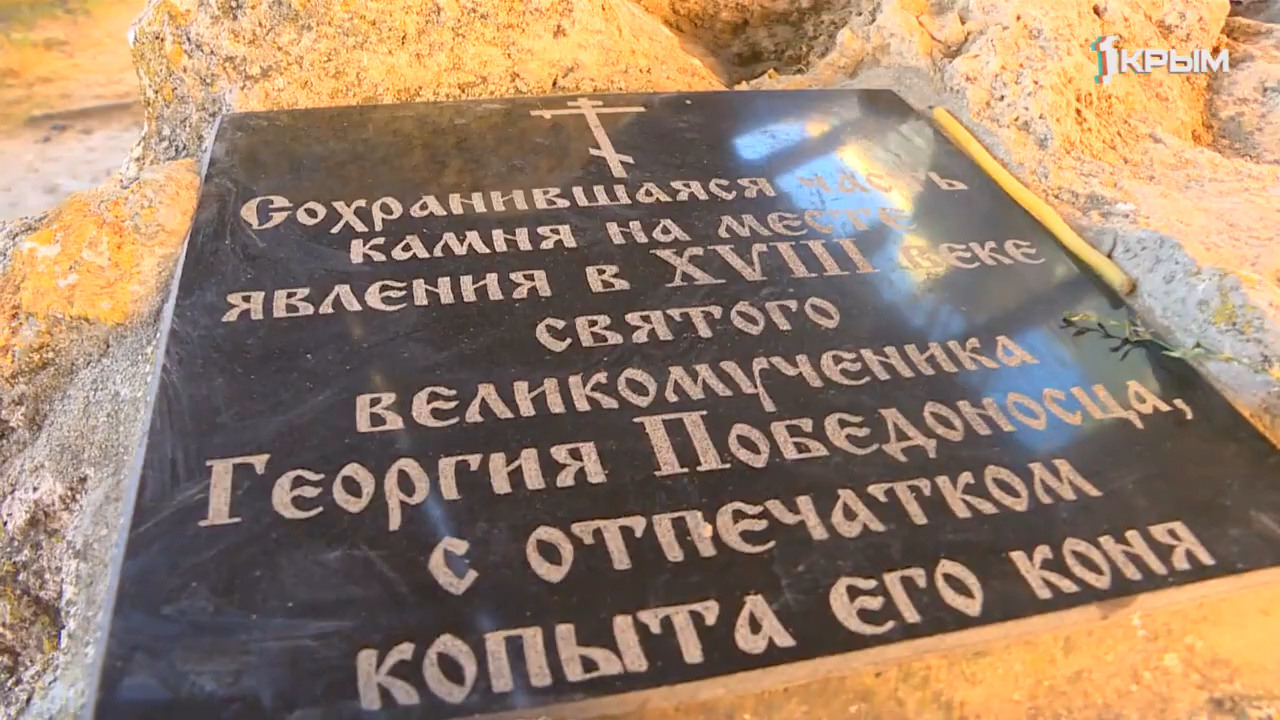 1КРЫМ
Сохранившаяся часть
камня на месте
явления в XVIII веке
святого
великомученика
Георгия Победоносца,
с отпечатком
копыта его коня